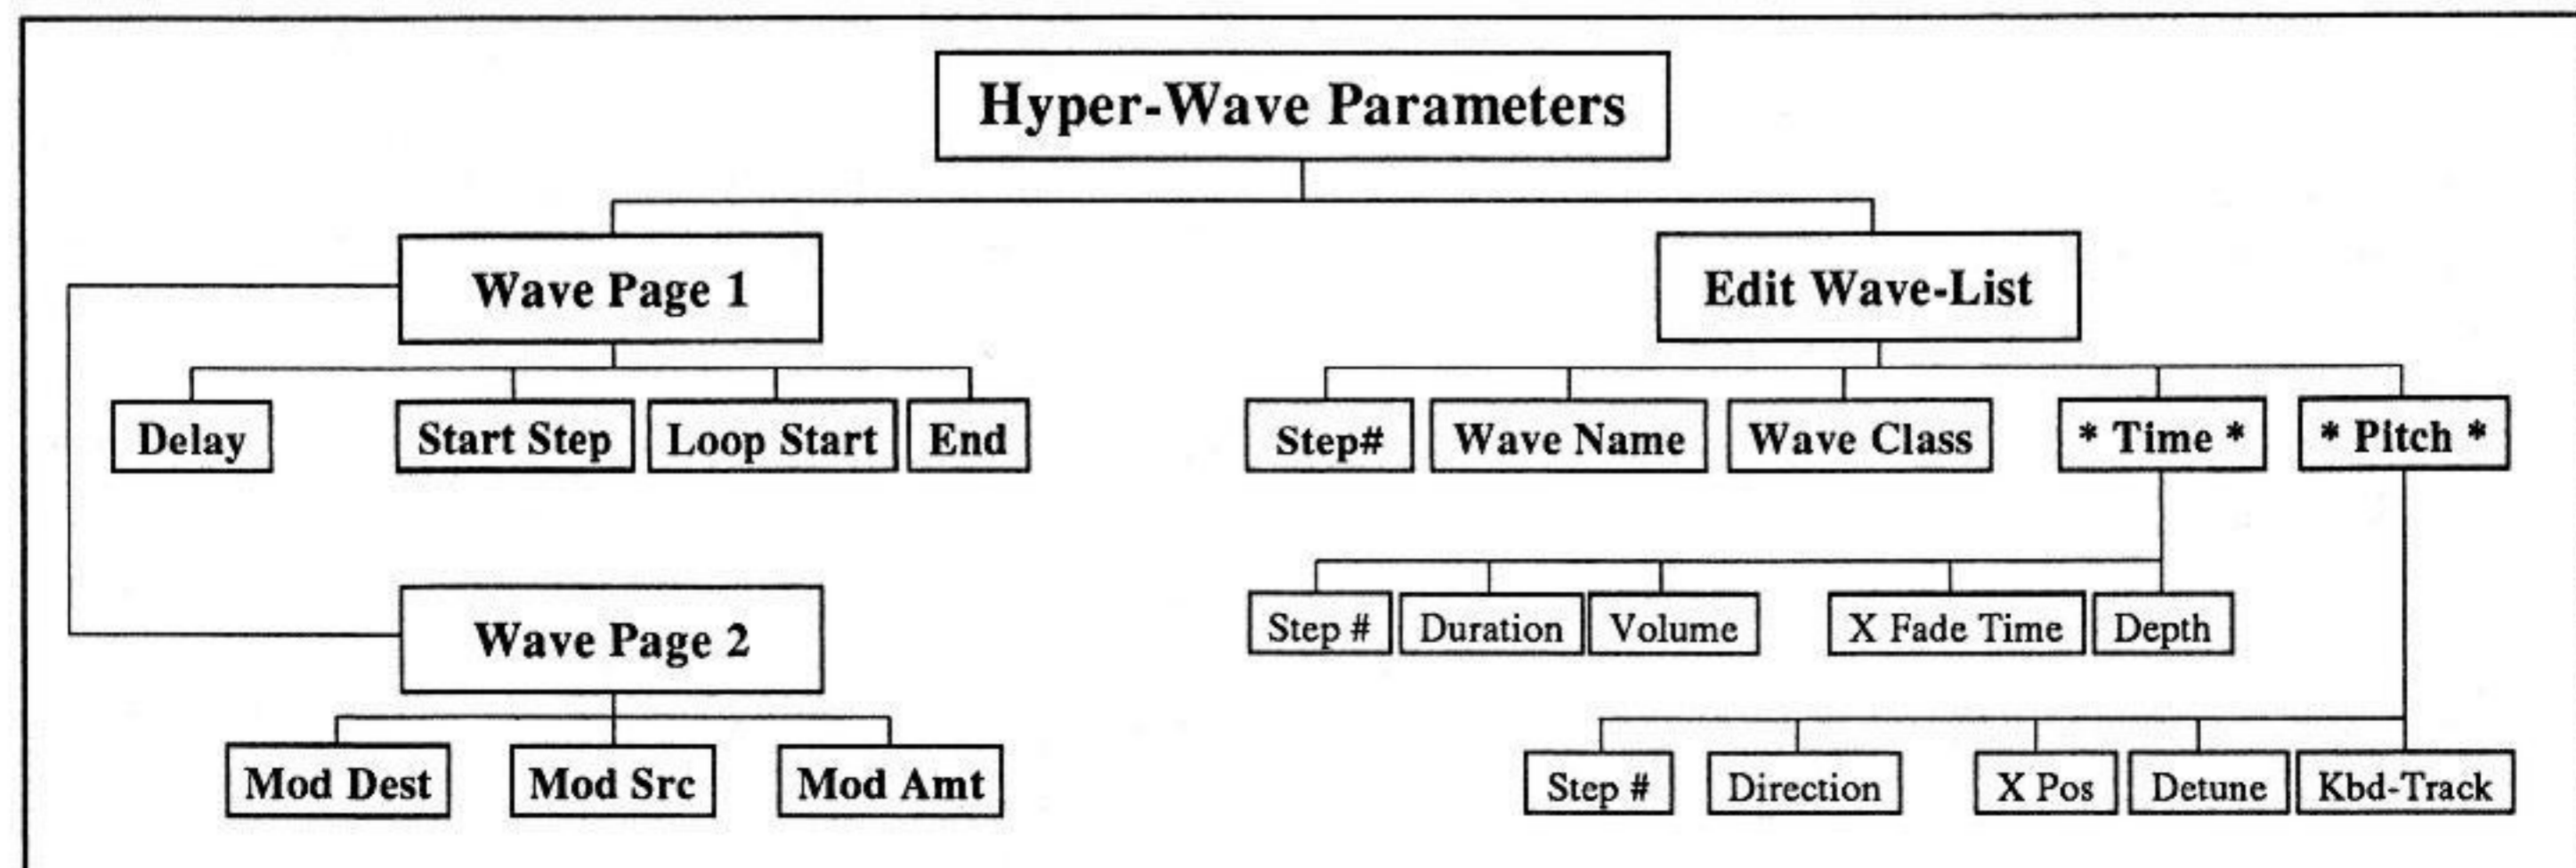 Hyper-Wave Parameters
Wave Page 1
Edit Wave-List
Delay
Start Step
Loop Start
End
Step#
Wave Name
Wave Class
* Time *
* Pitch *
Step #
Duration
Volume
X Fade Time
Depth
Wave Page 2
Mod Dest
Mod Src
Mod Amt
Step #
Direction
X Pos
Detune
Kbd-Track